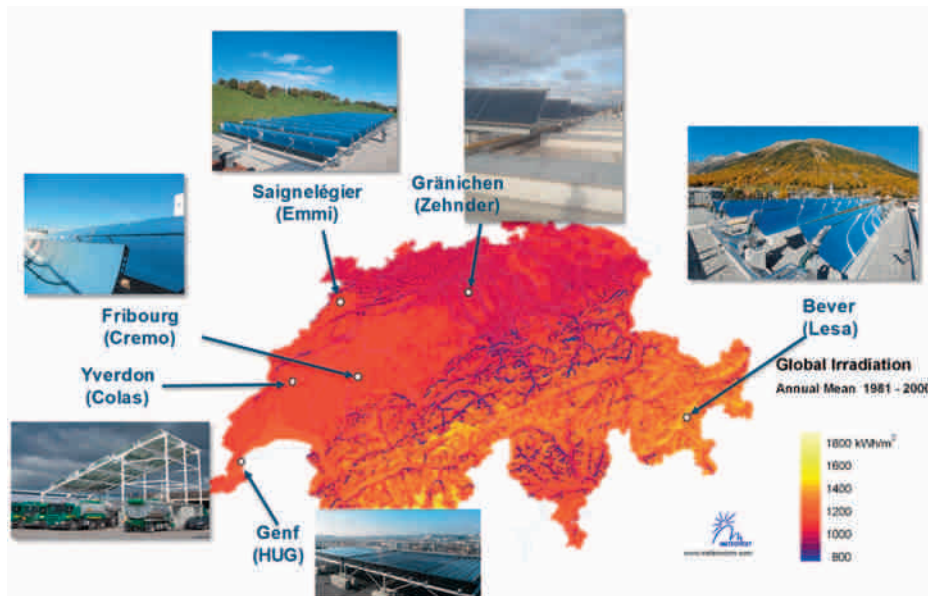 Saignelégier
(Emmi)
Gränichen
(Zehnder)
Fribourg
(Cremo)
Bever
(Lesa)
Yverdon
(Colas)
Genf
(HUG)
Global Irradiation
Annual Mean 1981 - 2000
1800 kWh/m²
1600
1400
1200
1000
800
METEOTEST